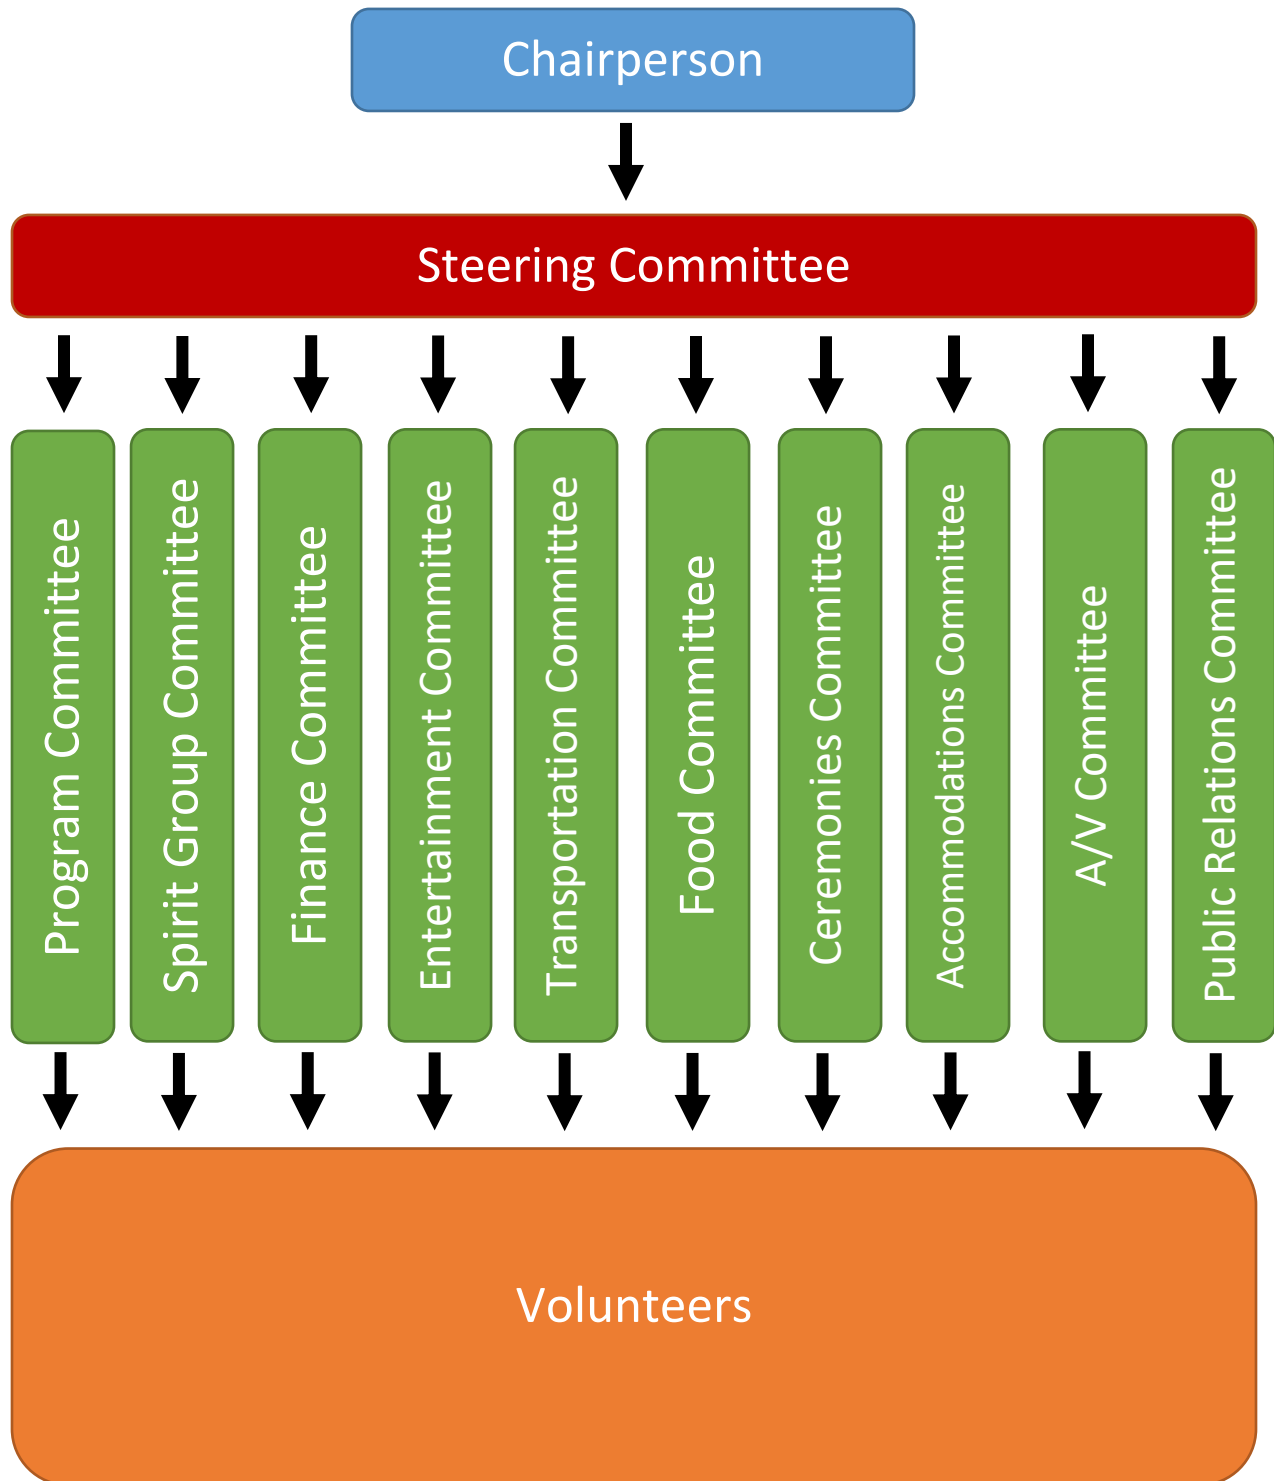 Chairperson
Steering Committee
Program Committee
Spirit Group Committee
Finance Committee
Entertainment Committee
Transportation Committee
Food Committee
Ceremonies Committee
Accommodations Committee
A/V Committee
Public Relations Committee
Volunteers